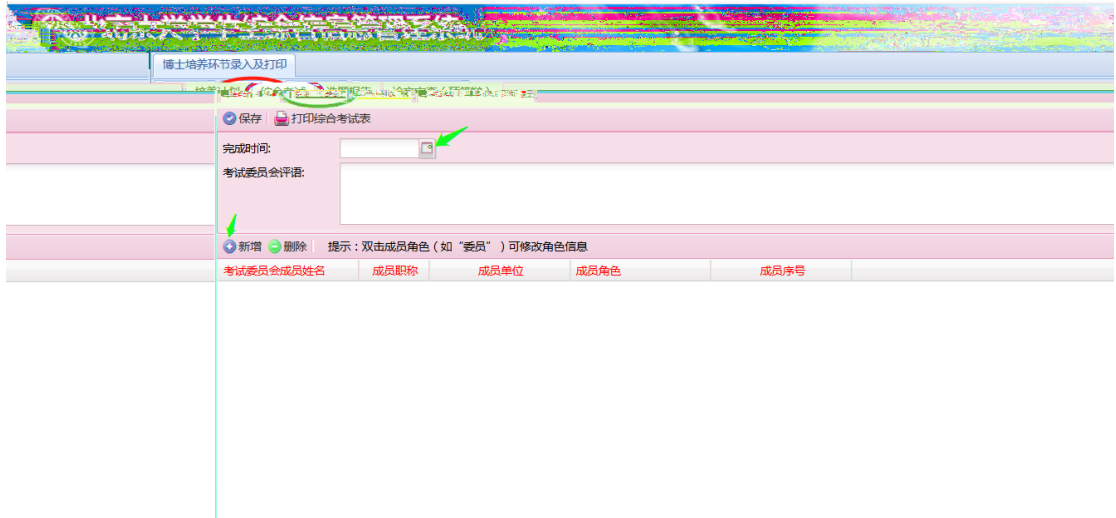 博士培养环节录入及打印
综合考试
保存 打印综合考试表
完成时间:
考试委员会评语:
新增 删除 提示：双击成员角色（如“委员”）可修改角色信息
考试委员会成员姓名 成员职称 成员单位 成员角色 成员序号